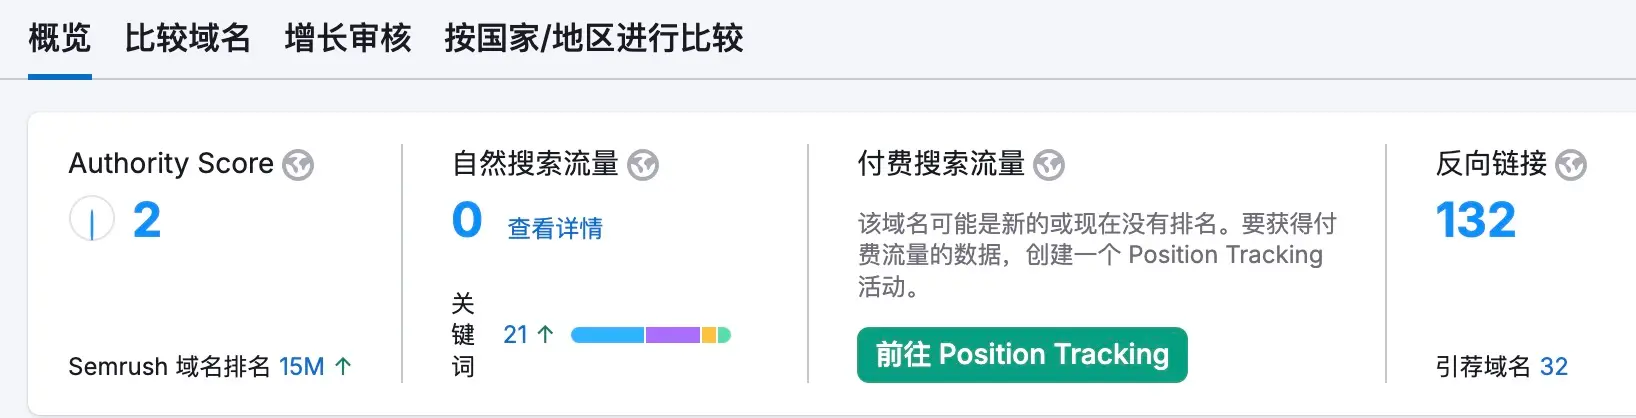 概览 比较域名 增长审核 按国家/地区进行比较
Authority Score
2
Semrush 域名排名 15M ↑
自然搜索流量
0 查看详情
关键词 21 ↑
付费搜索流量
该域名可能是新的或现在没有排名。要获得付
费流量的数据，创建一个 Position Tracking
活动。
前往 Position Tracking
反向链接
132
引荐域名 32